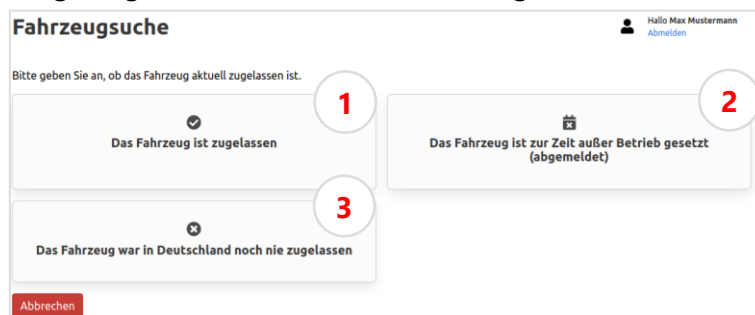 Fahrzeugsuche
Hallo Max Mustermann
Abmelden
Bitte geben Sie an, ob das Fahrzeug aktuell zugelassen ist.
1
Das Fahrzeug ist zugelassen
2
Das Fahrzeug ist zur Zeit außer Betrieb gesetzt
(abgemeldet)
3
Das Fahrzeug war in Deutschland noch nie zugelassen
Abbrechen